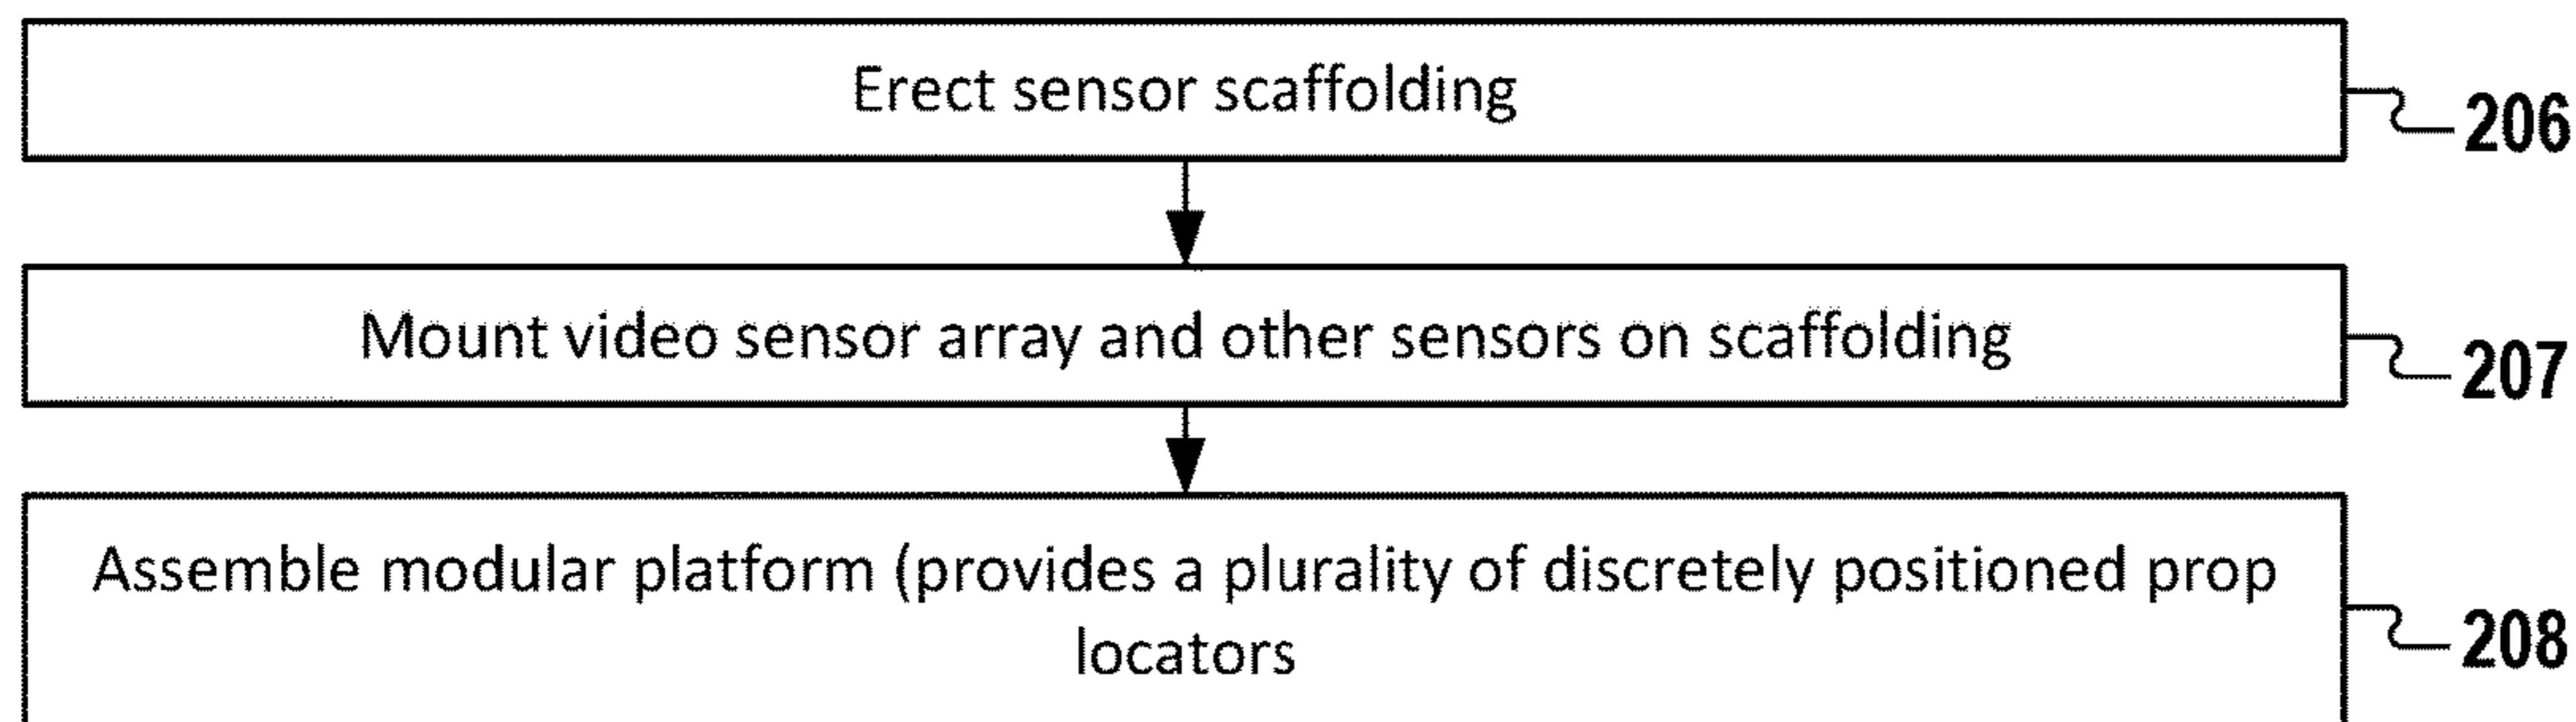 Erect sensor scaffolding
206
Mount video sensor array and other sensors on scaffolding
207
Assemble modular platform (provides a plurality of discretely positioned prop
locators
208